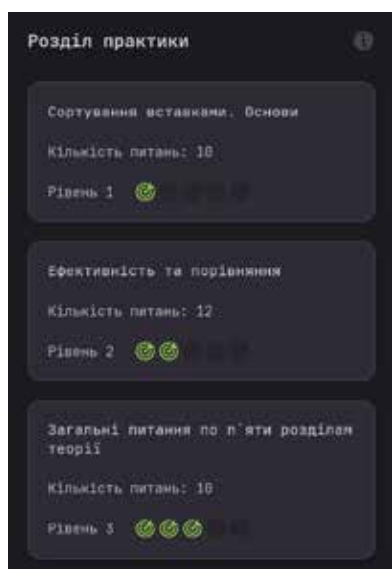 Розділ практики
Сортування вставками. Основи
Кількість питань: 10
Рівень 1
Ефективність та порівняння
Кількість питань: 12
Рівень 2
Загальні питання по п'яти розділам
теорії
Кількість питань: 10
Рівень 3